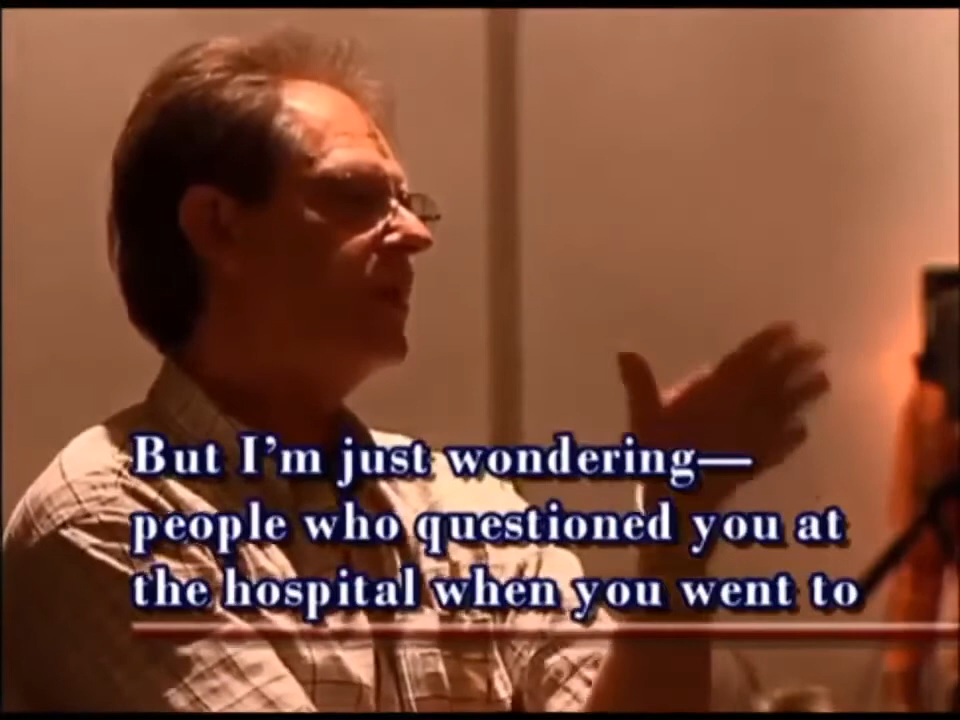 But I'm just wondering—
people who questioned you at
the hospital when you went to